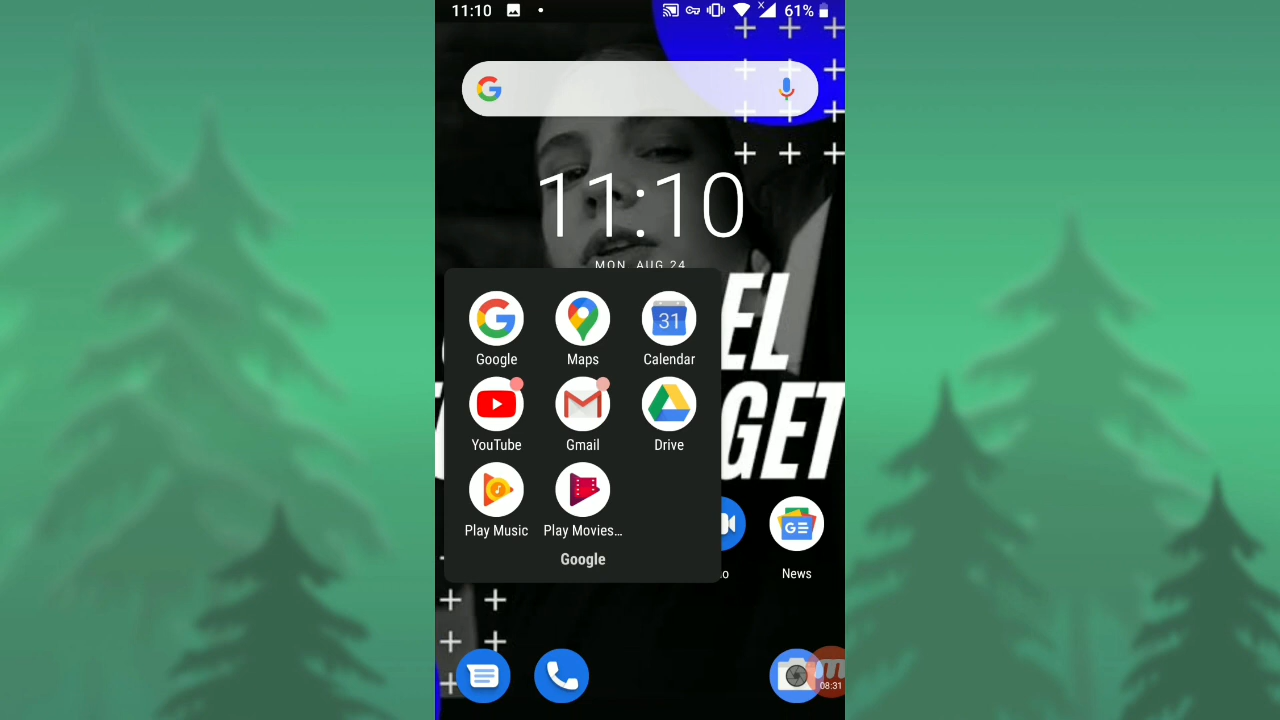 11:10
61%
11:10
MON, AUG 24
EL
GET
Google
Maps
31
Calendar
YouTube
Gmail
Drive
Play Music
Play Movies…
Google
News
08:31